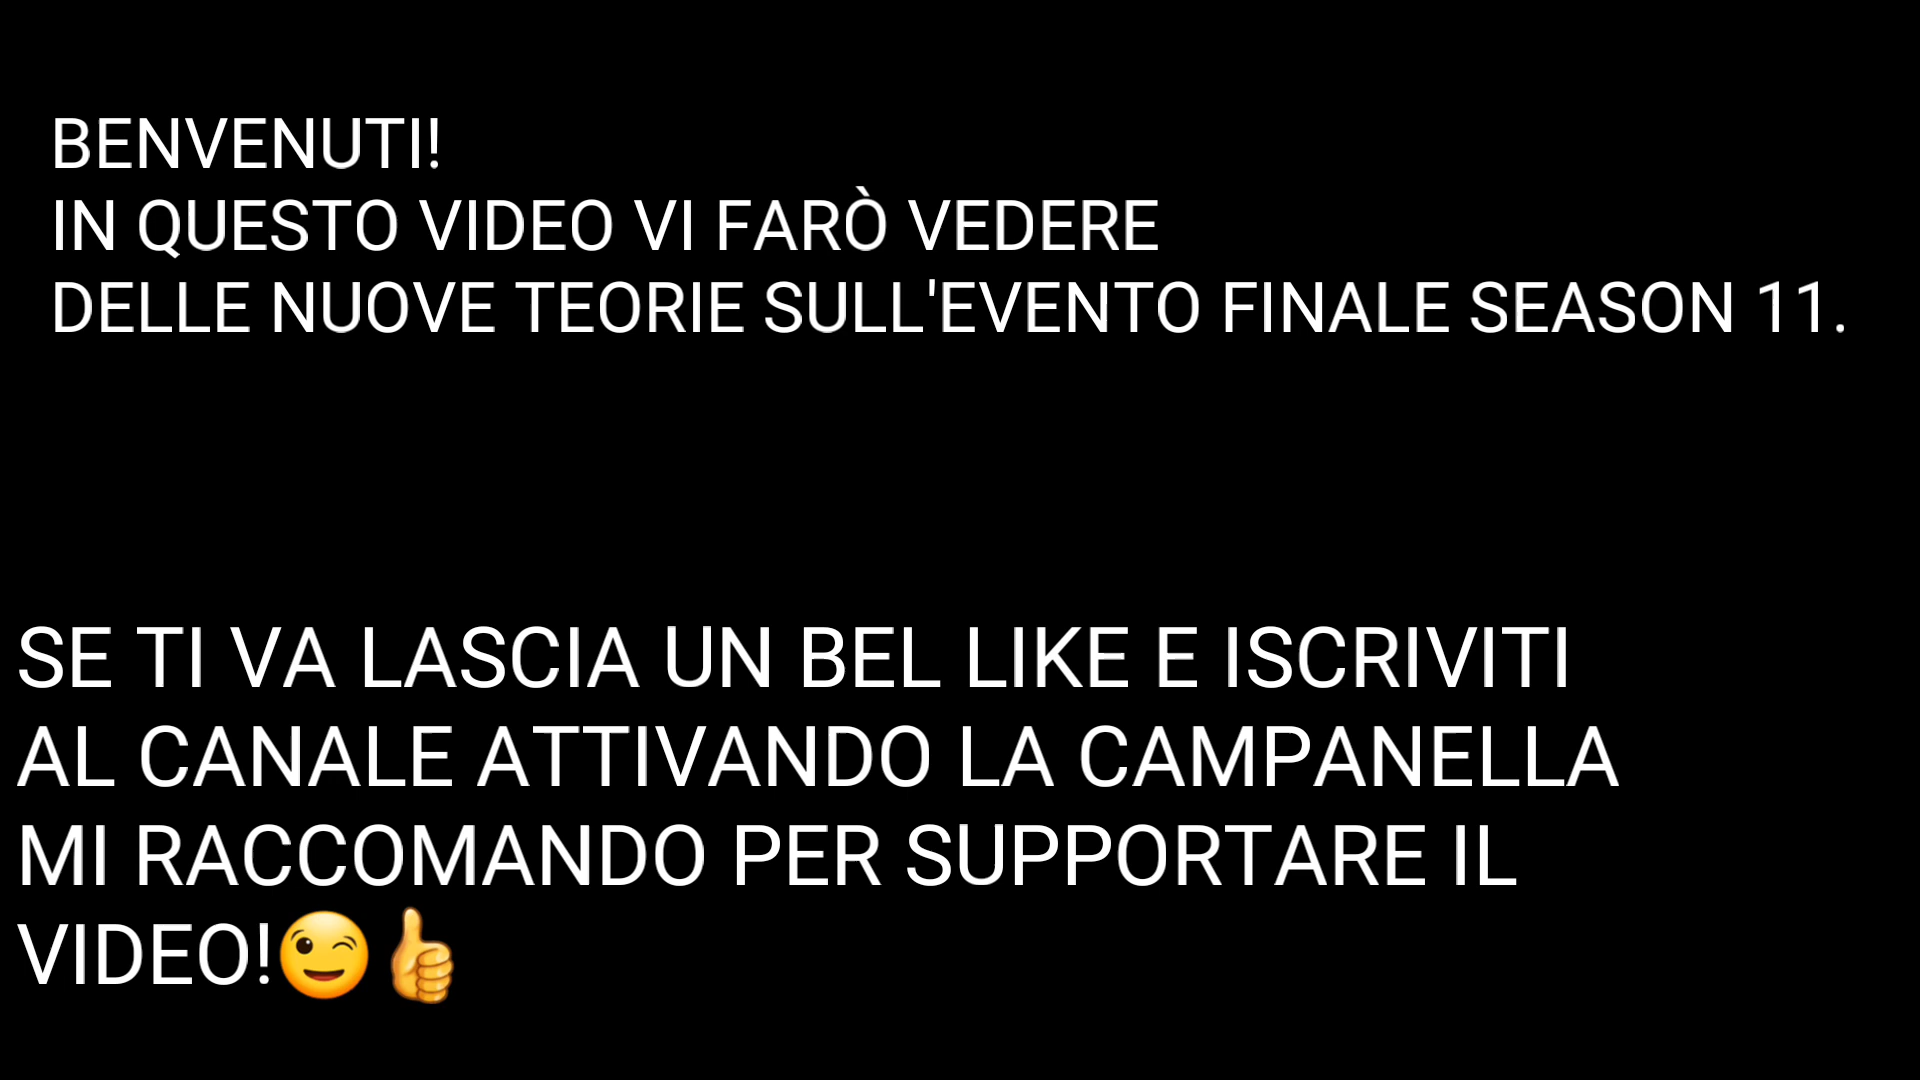 BENVENUTI!
IN QUESTO VIDEO VI FARÒ VEDERE
DELLE NUOVE TEORIE SULL'EVENTO FINALE SEASON 11.
SE TI VA LASCIA UN BEL LIKE E ISCRIVITI
AL CANALE ATTIVANDO LA CAMPANELLA
MI RACCOMANDO PER SUPPORTARE IL
VIDEO!😉👍